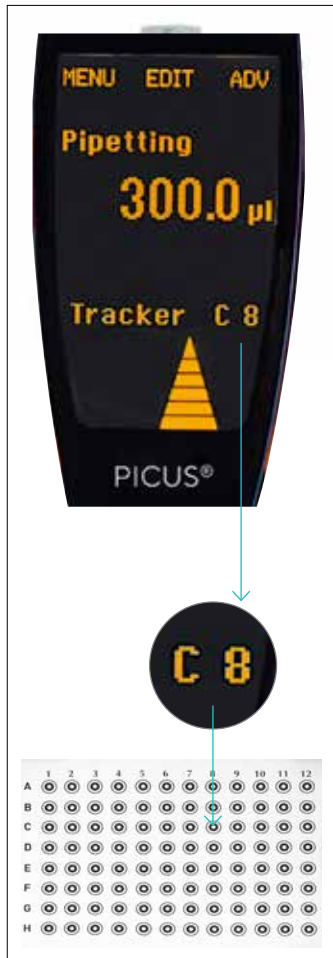 MENU EDIT ADV
Pipetting
300.0 µl
Tracker C 8
PICUS®
C 8
1 2 3 4 5 6 7 8 9 10 11 12
A
B
C
D
E
F
G
H